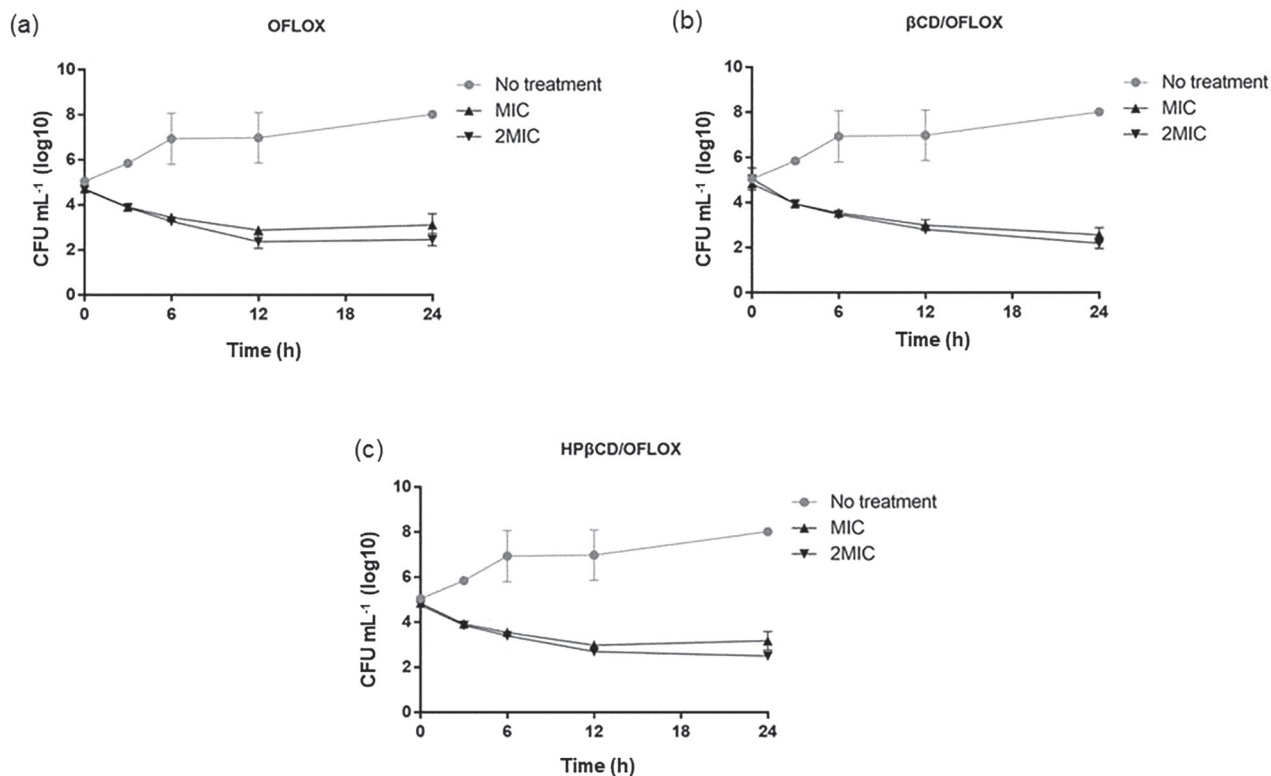 (a)
OFLOX
10
8
6
4
2
0
CFU mL⁻¹ (log10)
0 6 12 18 24
Time (h)
No treatment
MIC
2MIC
(b)
βCD/OFLOX
10
8
6
4
2
0
CFU mL⁻¹ (log10)
0 6 12 18 24
Time (h)
No treatment
MIC
2MIC
(c)
HPβCD/OFLOX
10
8
6
4
2
0
CFU mL⁻¹ (log10)
0 6 12 18 24
Time (h)
No treatment
MIC
2MIC